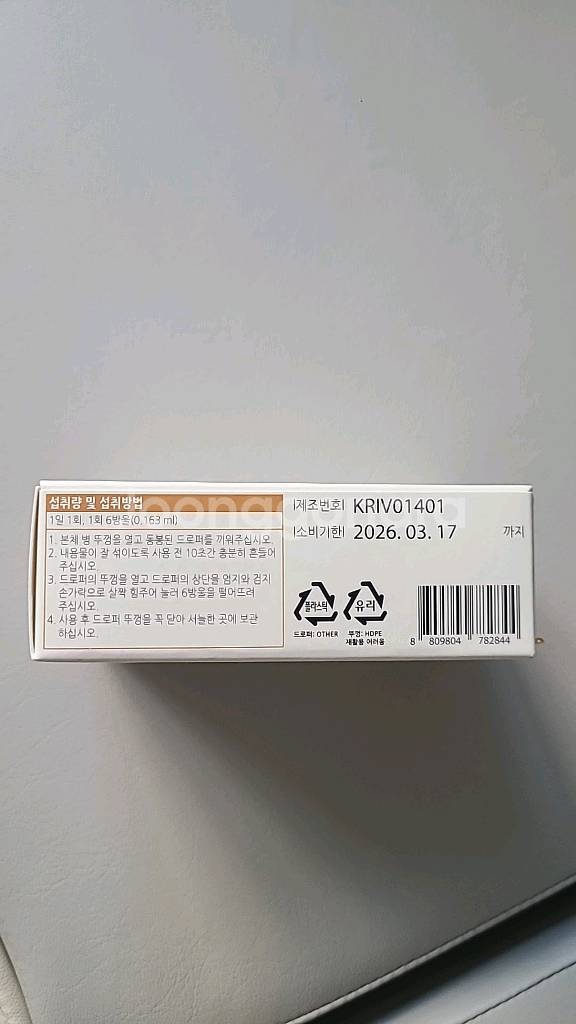 섭취량 및 섭취방법
1일 1회, 1회 6방울(0.163 ml)
1. 본체 병 뚜껑을 열고 동봉된 드로퍼를 끼워주십시오.
2. 내용물이 잘 섞이도록 사용 전 10초간 충분히 흔들어
주십시오.
3. 드로퍼의 뚜껑을 열고 드로퍼의 상단을 엄지와 검지
손가락으로 살짝 힘주어 눌러 6방울을 떨어뜨려
주십시오.
4. 사용 후 드로퍼 뚜껑을 꼭 닫아 서늘한 곳에 보관
하십시오.
|제조번호| KRIV01401
|소비기한| 2026. 03. 17 까지
플라스틱
드로퍼: OTHER
유리
뚜껑: HDPE
재활용 어려움
8 809804 782844